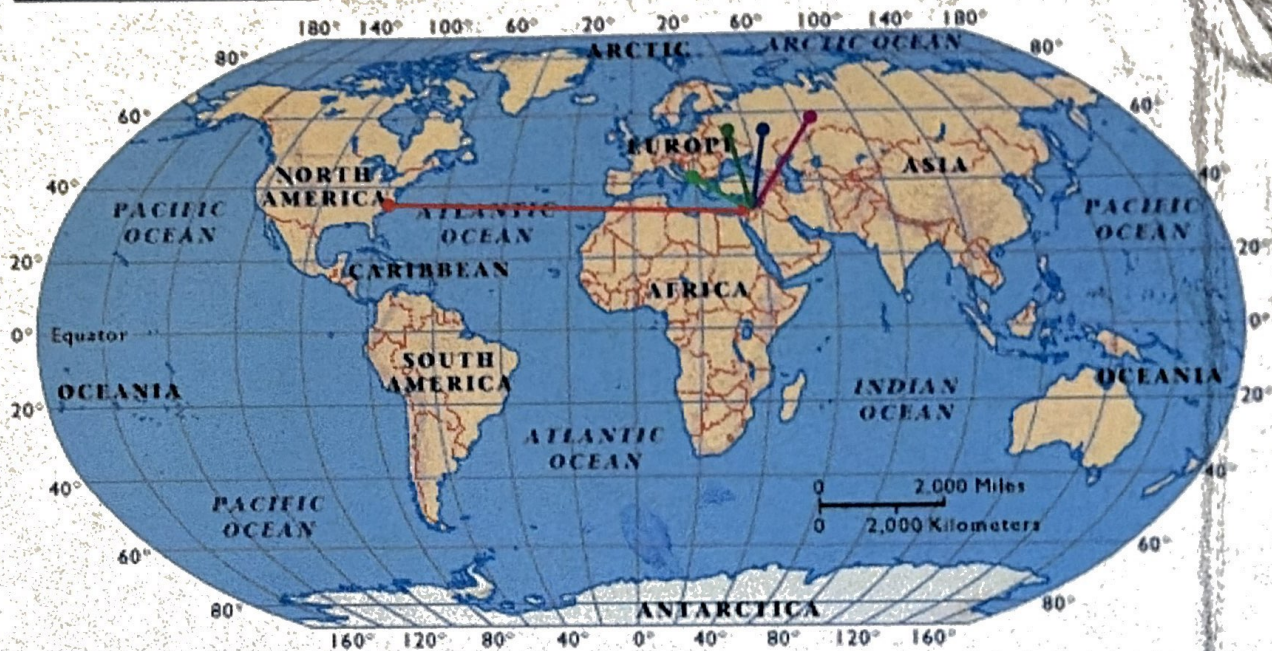 180° 140° 100° 60° 20° 20° 60° 100° 140° 180°
ARCTIC
ARCTIC OCEAN
80°
80°
60°
60°
EUROPE
ASIA
NORTH
AMERICA
40°
40°
PACIFIC
OCEAN
ATLANTIC
OCEAN
PACIFIC
OCEAN
20°
20°
CARIBBEAN
AFRICA
0°
Equator
0°
SOUTH
AMERICA
OCEANIA
INDIAN
OCEAN
OCEANIA
20°
20°
ATLANTIC
OCEAN
40°
40°
PACIFIC
OCEAN
0 2,000 Miles
0 2,000 Kilometers
60°
60°
80°
ANTARCTICA
80°
160° 120° 80° 40° 0° 40° 80° 120° 160°